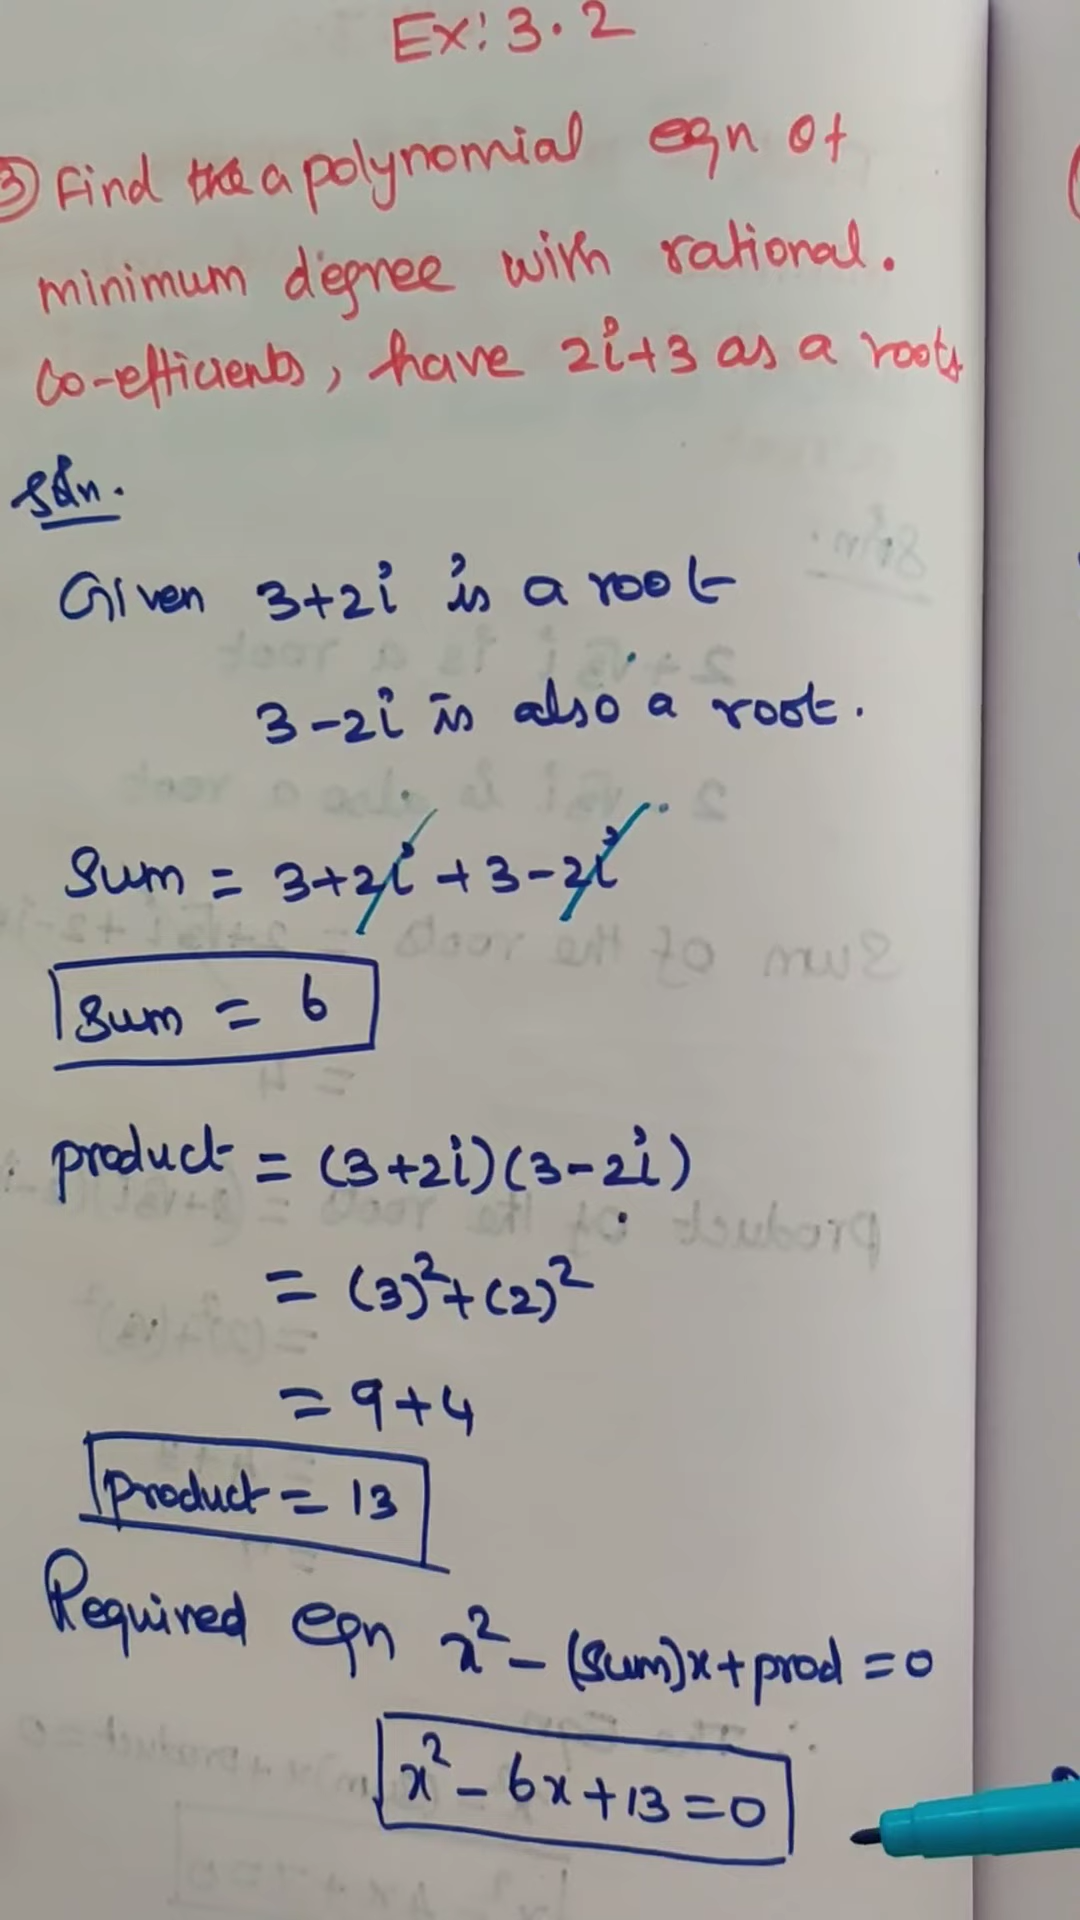 Ex: 3.2
3) Find a polynomial eqn of
minimum degree with rational.
co-efficients, have 2i+3 as a roots.
Soln.
Given 3+2i is a root
3-2i is also a root.
Sum = 3+2i+3-2i
Sum = 6
product = (3+2i)(3-2i)
= (3)²+(2)²
= 9+4
product = 13
Required eqn x²-(sum)x+prod=0
x²-6x+13=0